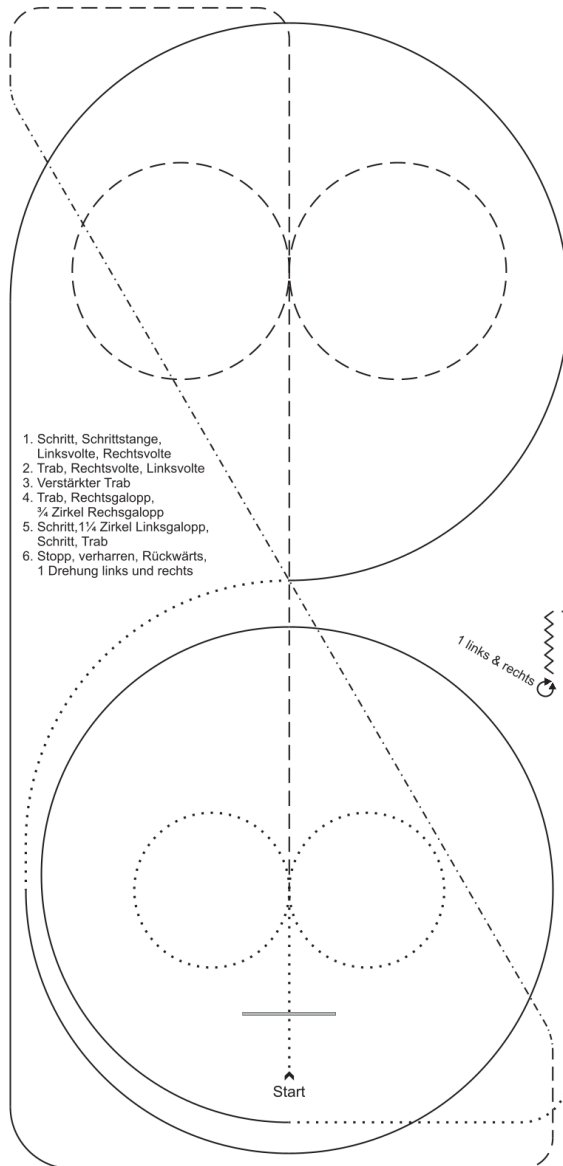 1. Schritt, Schrittstange,
Linksvolte, Rechtsvolte
2. Trab, Rechtsvolte, Linksvolte
3. Verstärkter Trab
4. Trab, Rechtsgalopp,
¾ Zirkel Rechsgalopp
5. Schritt,1¼ Zirkel Linksgalopp,
Schritt, Trab
6. Stopp, verharren, Rückwärts,
1 Drehung links und rechts
1 links & rechts
Start